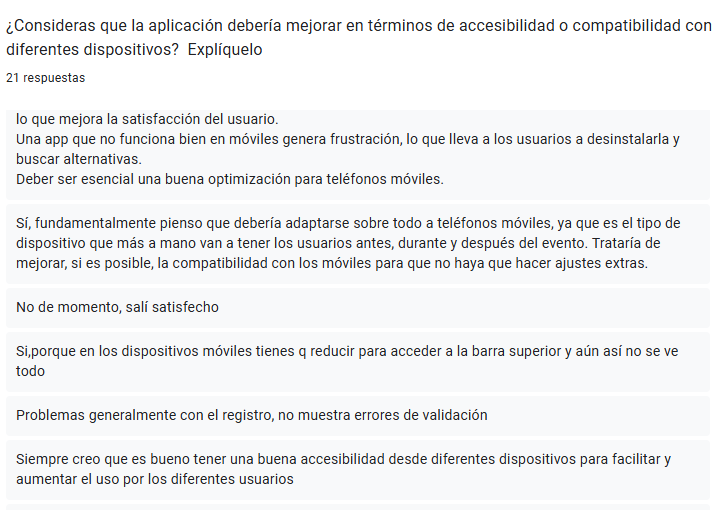 ¿Consideras que la aplicación debería mejorar en términos de accesibilidad o compatibilidad con
diferentes dispositivos?  Explíquelo
21 respuestas
lo que mejora la satisfacción del usuario.
Una app que no funciona bien en móviles genera frustración, lo que lleva a los usuarios a desinstalarla y
buscar alternativas.
Deber ser esencial una buena optimización para teléfonos móviles.
Sí, fundamentalmente pienso que debería adaptarse sobre todo a teléfonos móviles, ya que es el tipo de
dispositivo que más a mano van a tener los usuarios antes, durante y después del evento. Trataría de
mejorar, si es posible, la compatibilidad con los móviles para que no haya que hacer ajustes extras.
No de momento, salí satisfecho
Si,porque en los dispositivos móviles tienes q reducir para acceder a la barra superior y aún así no se ve
todo
Problemas generalmente con el registro, no muestra errores de validación
Siempre creo que es bueno tener una buena accesibilidad desde diferentes dispositivos para facilitar y
aumentar el uso por los diferentes usuarios